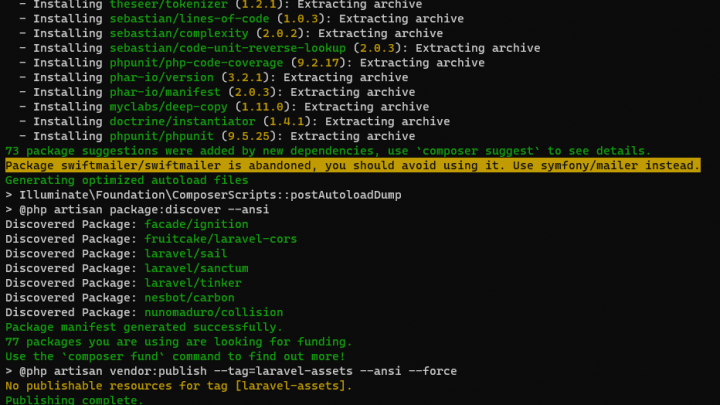 - Installing theseer/tokenizer (1.2.1): Extracting archive
- Installing sebastian/lines-of-code (1.0.3): Extracting archive
- Installing sebastian/complexity (2.0.2): Extracting archive
- Installing sebastian/code-unit-reverse-lookup (2.0.3): Extracting archive
- Installing phpunit/php-code-coverage (9.2.17): Extracting archive
- Installing phar-io/version (3.2.1): Extracting archive
- Installing phar-io/manifest (2.0.3): Extracting archive
- Installing myclabs/deep-copy (1.11.0): Extracting archive
- Installing doctrine/instantiator (1.4.1): Extracting archive
- Installing phpunit/phpunit (9.5.25): Extracting archive
73 package suggestions were added by new dependencies, use `composer suggest` to see details.
Package swiftmailer/swiftmailer is abandoned, you should avoid using it. Use symfony/mailer instead.
Generating optimized autoload files
> Illuminate\Foundation\ComposerScripts::postAutoloadDump
> @php artisan package:discover --ansi
Discovered Package: facade/ignition
Discovered Package: fruitcake/laravel-cors
Discovered Package: laravel/sail
Discovered Package: laravel/sanctum
Discovered Package: laravel/tinker
Discovered Package: nesbot/carbon
Discovered Package: nunomaduro/collision
Package manifest generated successfully.
77 packages you are using are looking for funding.
Use the `composer fund` command to find out more!
> @php artisan vendor:publish --tag=laravel-assets --ansi --force
No publishable resources for tag [laravel-assets].
Publishing complete.